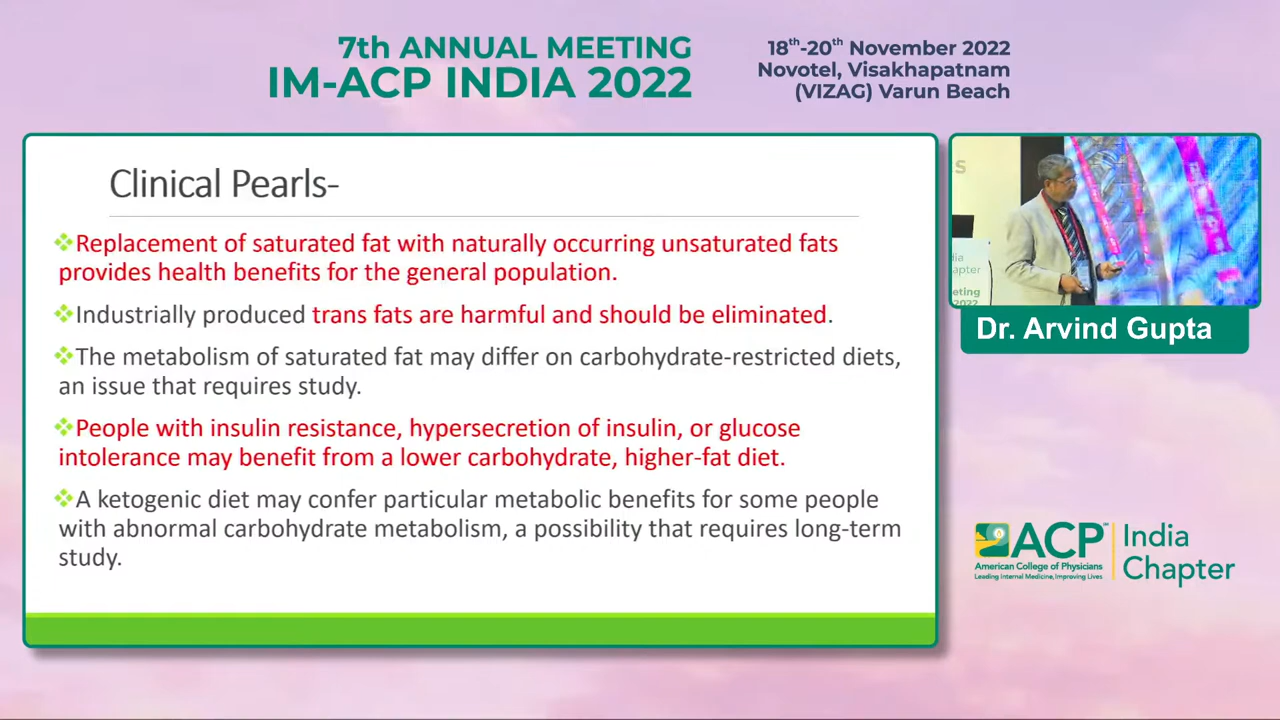 7th ANNUAL MEETING
IM-ACP INDIA 2022
18th-20th November 2022
Novotel, Visakhapatnam
(VIZAG) Varun Beach
Clinical Pearls-
❖Replacement of saturated fat with naturally occurring unsaturated fats
provides health benefits for the general population.
❖Industrially produced trans fats are harmful and should be eliminated.
❖The metabolism of saturated fat may differ on carbohydrate-restricted diets,
an issue that requires study.
❖People with insulin resistance, hypersecretion of insulin, or glucose
intolerance may benefit from a lower carbohydrate, higher-fat diet.
❖A ketogenic diet may confer particular metabolic benefits for some people
with abnormal carbohydrate metabolism, a possibility that requires long-term
study.
S
dia
apter
eting
2022
Dr. Arvind Gupta
ACP
American College of Physicians
Leading Internal Medicine, Improving Lives
India
Chapter